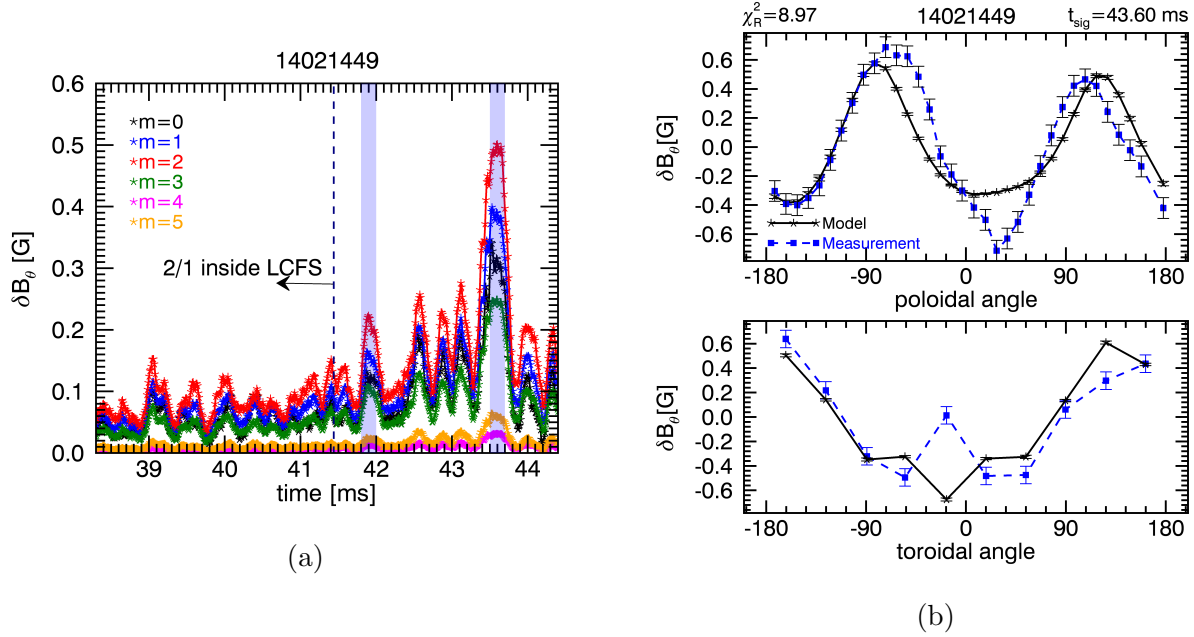 14021449
δB_θ [G]
0.6
0.5
0.4
0.3
0.2
0.1
0.0
*m=0
*m=1
*m=2
*m=3
*m=4
*m=5
2/1 inside LCFS
39 40 41 42 43 44
time [ms]
(a)
χ_R^2=8.97 14021449 t_sig=43.60 ms
δB_θ[G]
0.6
0.4
0.2
-0.0
-0.2
-0.4
-0.6
Model
Measurement
-180 -90 0 90 180
poloidal angle
δB_θ[G]
0.6
0.4
0.2
0.0
-0.2
-0.4
-0.6
-180 -90 0 90 180
toroidal angle
(b)